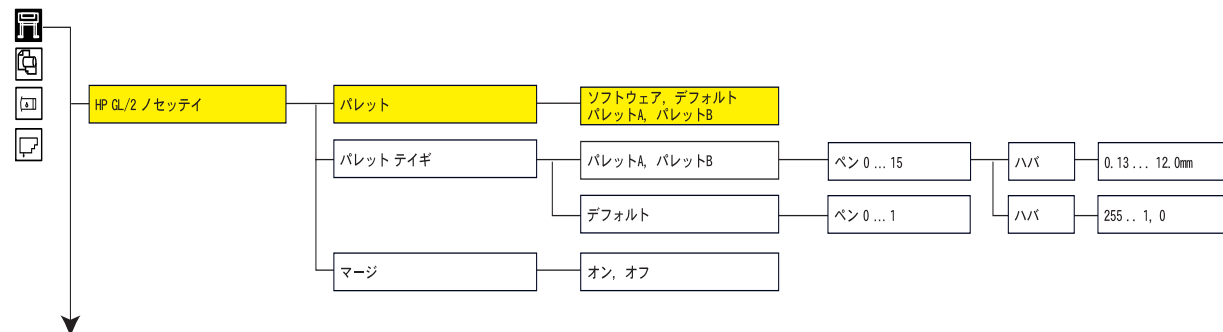 HP GL/2 ノセッテイ
パレット
ソフトウェア, デフォルト
パレットA, パレットB
パレット テイギ
パレットA, パレットB
ペン 0 ... 15
ハバ
0.13 ... 12.0mm
デフォルト
ペン 0 ... 1
ハバ
255 .. 1, 0
マージ
オン, オフ